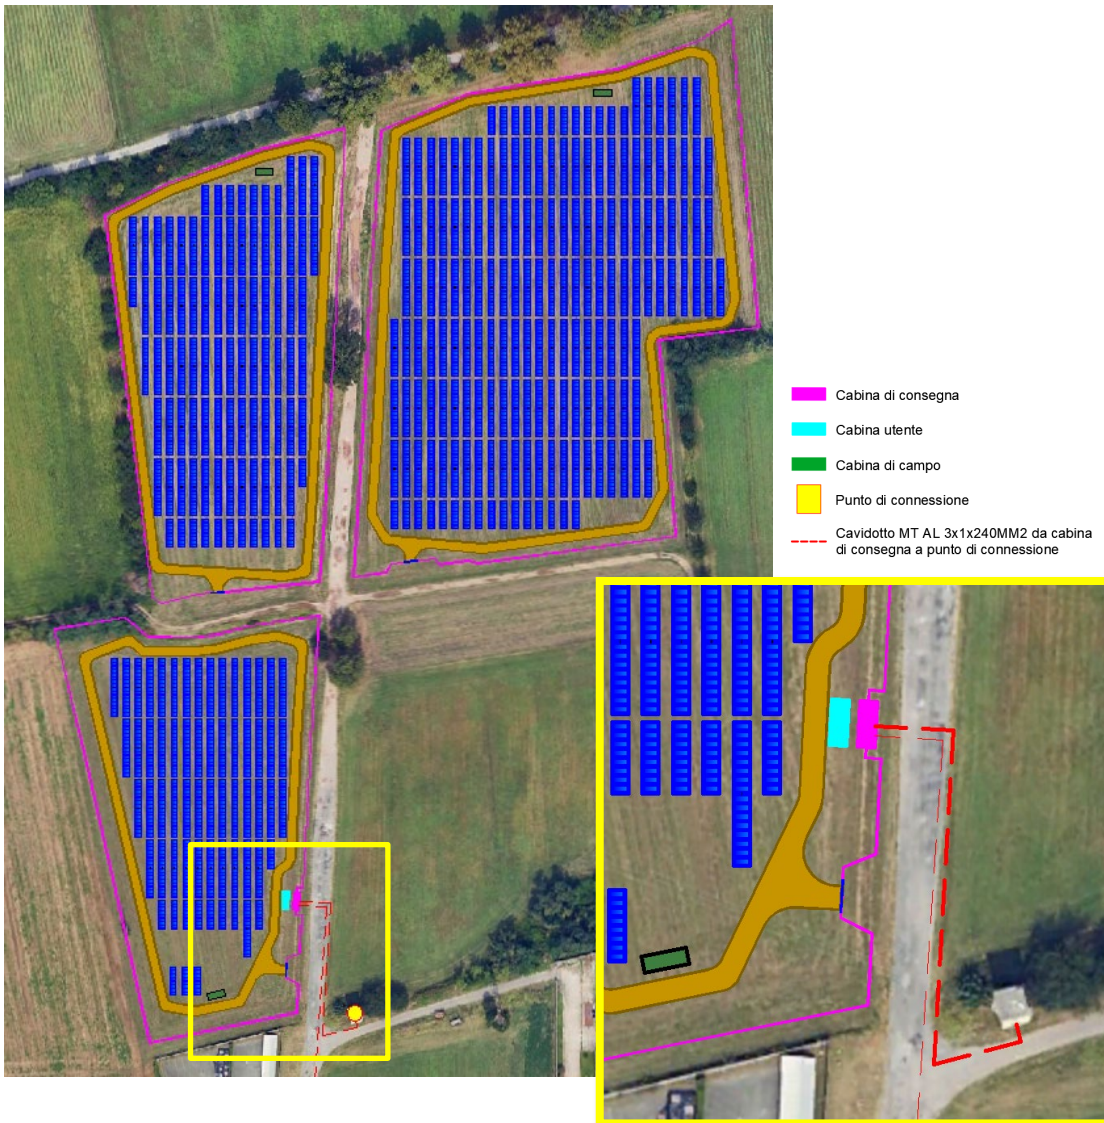 Cabina di consegna
Cabina utente
Cabina di campo
Punto di connessione
Cavidotto MT AL 3x1x240MM2 da cabina
di consegna a punto di connessione